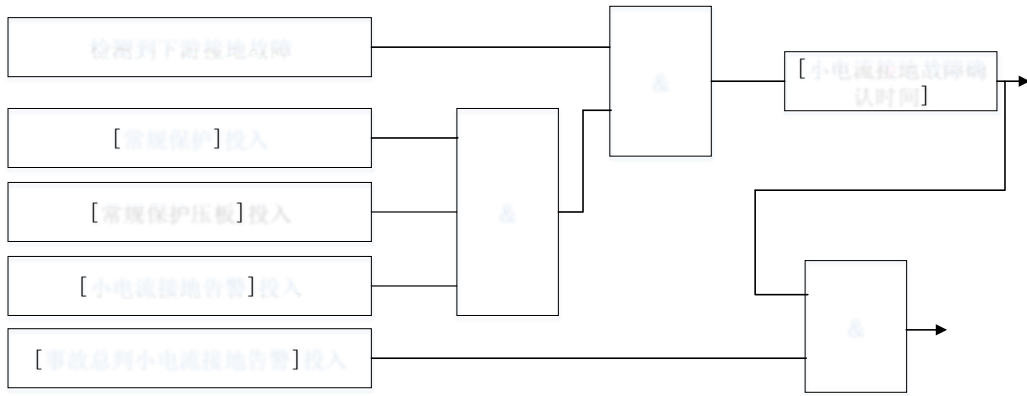 检测到下游接地故障
&
[小电流接地故障确
认时间]
[常规保护]投入
[常规保护压板]投入
&
[小电流接地告警]投入
&
[事故总判小电流接地告警]投入